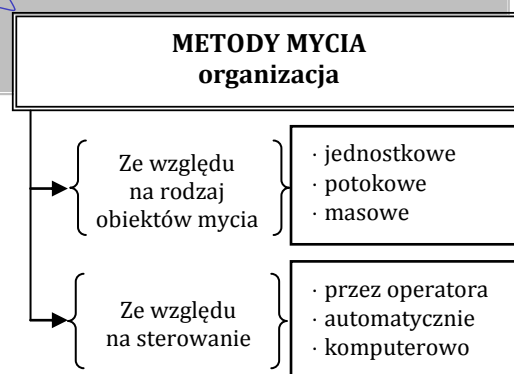 METODY MYCIA
organizacja
Ze względu
na rodzaj
obiektów mycia
· jednostkowe
· potokowe
· masowe
Ze względu
na sterowanie
· przez operatora
· automatycznie
· komputerowo